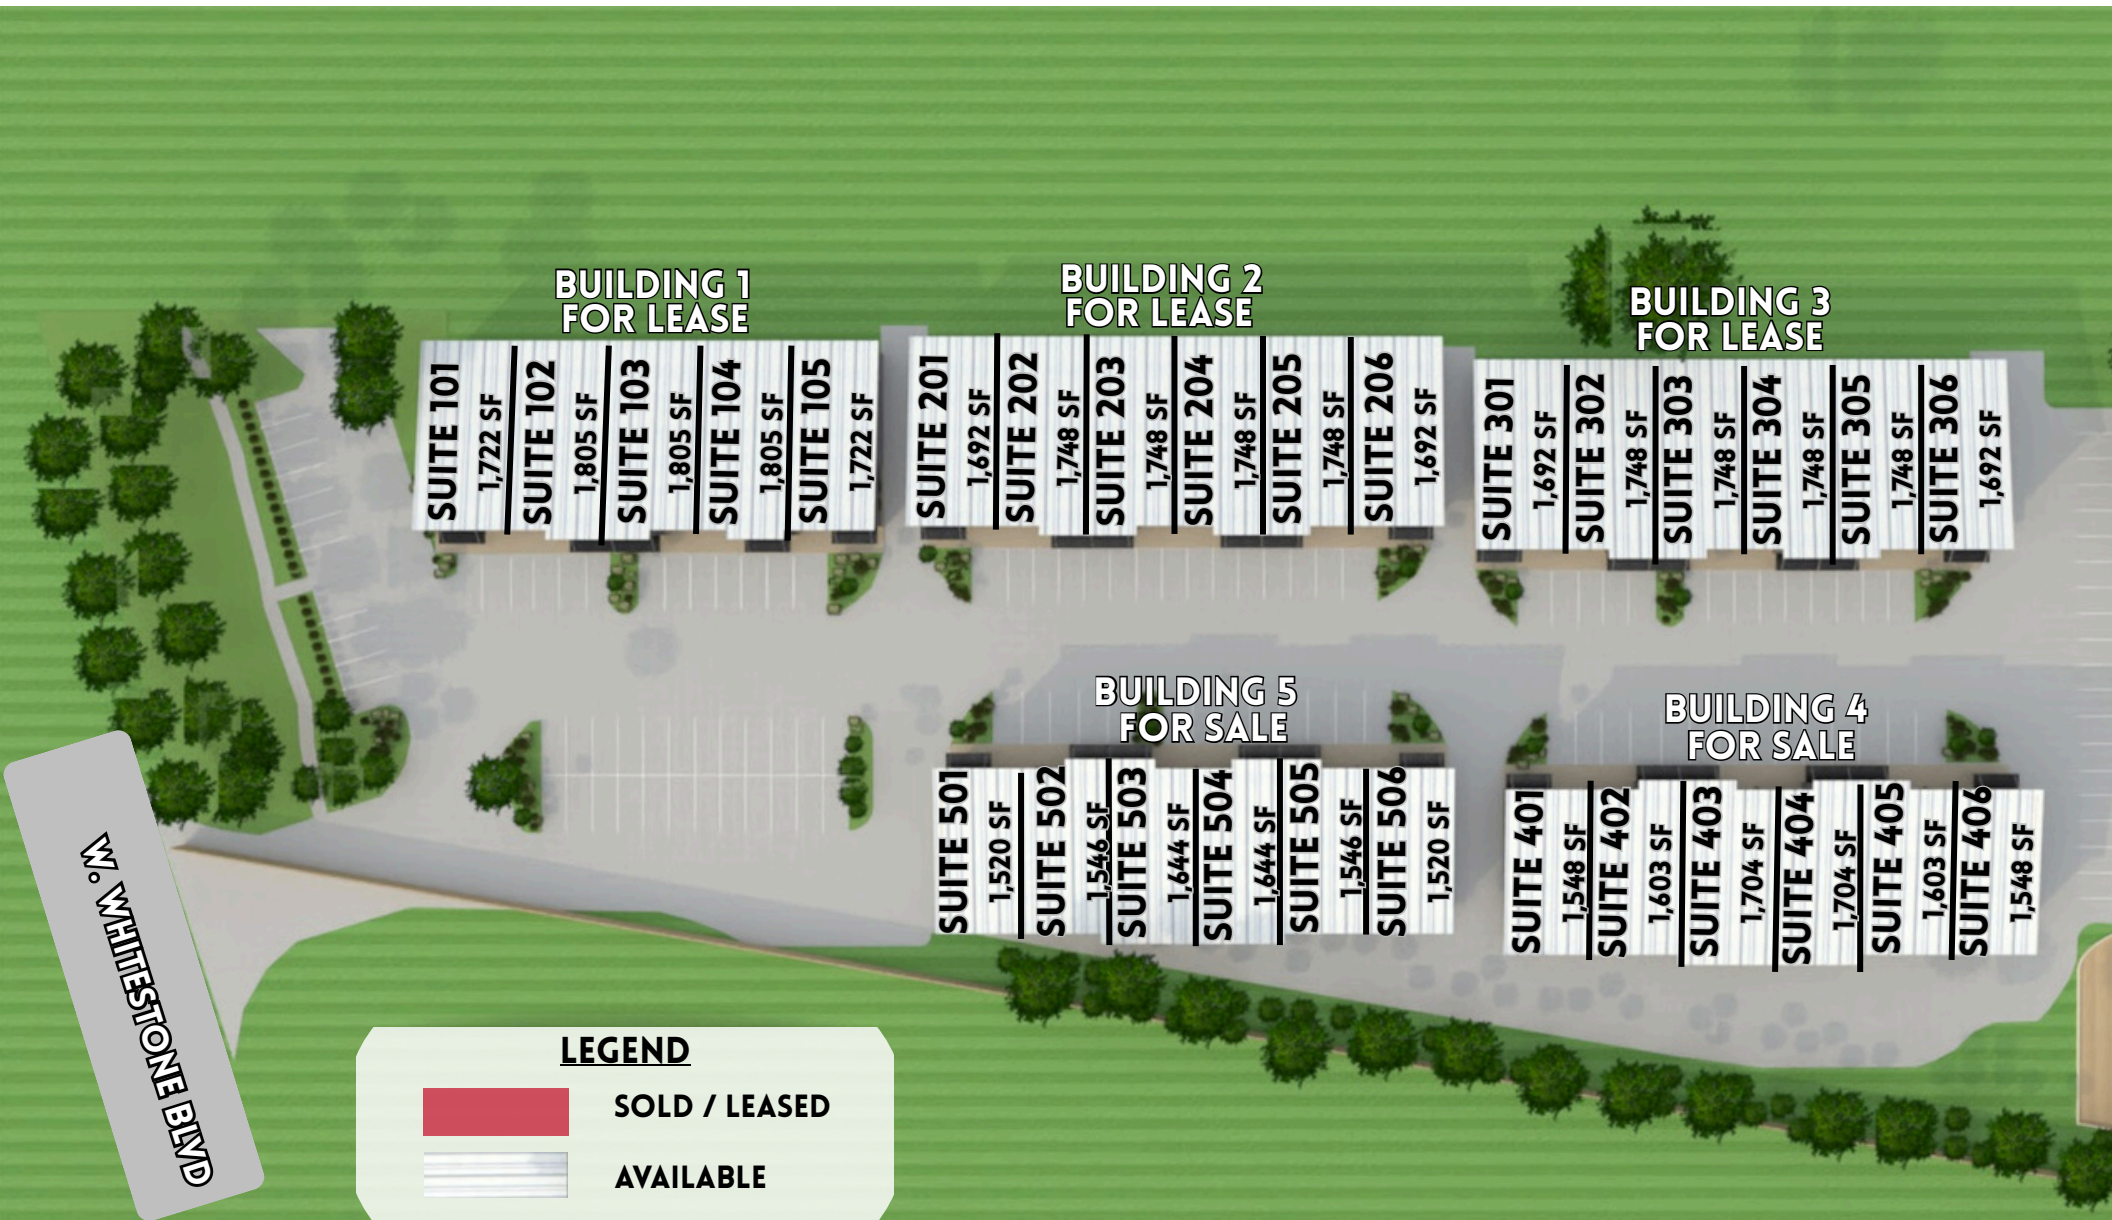 BUILDING 1
FOR LEASE
SUITE 101
1,722 SF
SUITE 102
1,805 SF
SUITE 103
1,805 SF
SUITE 104
1,805 SF
SUITE 105
1,722 SF
BUILDING 2
FOR LEASE
SUITE 201
1,692 SF
SUITE 202
1,748 SF
SUITE 203
1,748 SF
SUITE 204
1,748 SF
SUITE 205
1,748 SF
SUITE 206
1,692 SF
BUILDING 3
FOR LEASE
SUITE 301
1,692 SF
SUITE 302
1,748 SF
SUITE 303
1,748 SF
SUITE 304
1,748 SF
SUITE 305
1,748 SF
SUITE 306
1,692 SF
BUILDING 5
FOR SALE
SUITE 501
1,520 SF
SUITE 502
1,546 SF
SUITE 503
1,644 SF
SUITE 504
1,644 SF
SUITE 505
1,546 SF
SUITE 506
1,520 SF
BUILDING 4
FOR SALE
SUITE 401
1,548 SF
SUITE 402
1,603 SF
SUITE 403
1,704 SF
SUITE 404
1,704 SF
SUITE 405
1,603 SF
SUITE 406
1,548 SF
W. WHITESTONE BLVD
LEGEND
SOLD / LEASED
AVAILABLE